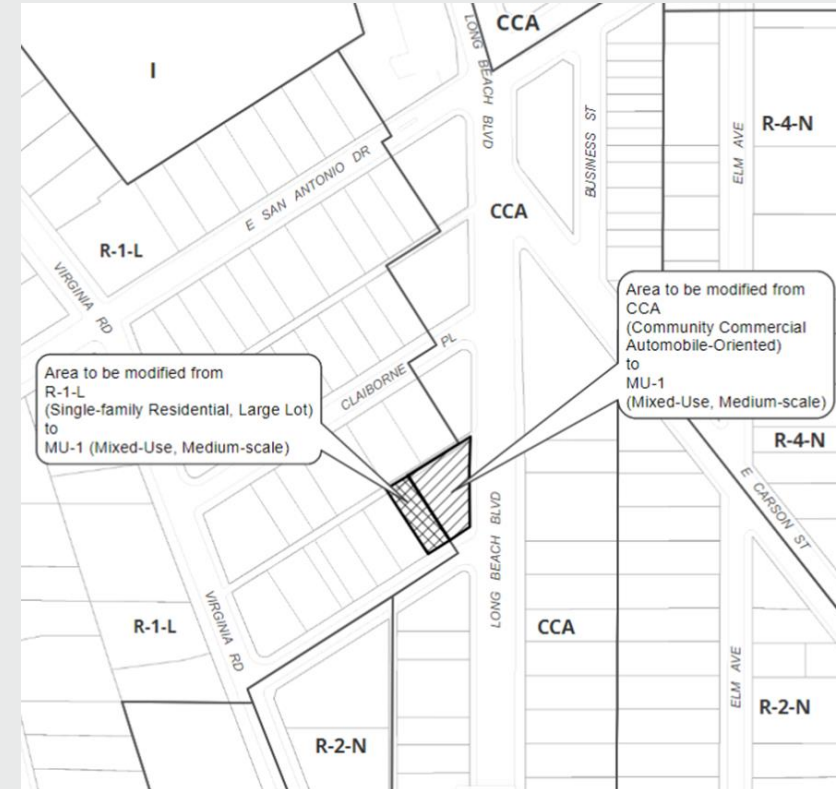 CCA
LONG BEACH BLVD
I
BUSINESS ST
ELM AVE
R-4-N
E SAN ANTONIO DR
CCA
R-1-L
VIRGINIA RD
Area to be modified from
CCA
(Community Commercial
Automobile-Oriented)
to
MU-1
(Mixed-Use, Medium-scale)
CLAIBORNE PL
Area to be modified from
R-1-L
(Single-family Residential, Large Lot)
to
MU-1 (Mixed-Use, Medium-scale)
R-4-N
E CARSON ST
LONG BEACH BLVD
VIRGINIA RD
R-1-L
CCA
ELM AVE
R-2-N
R-2-N